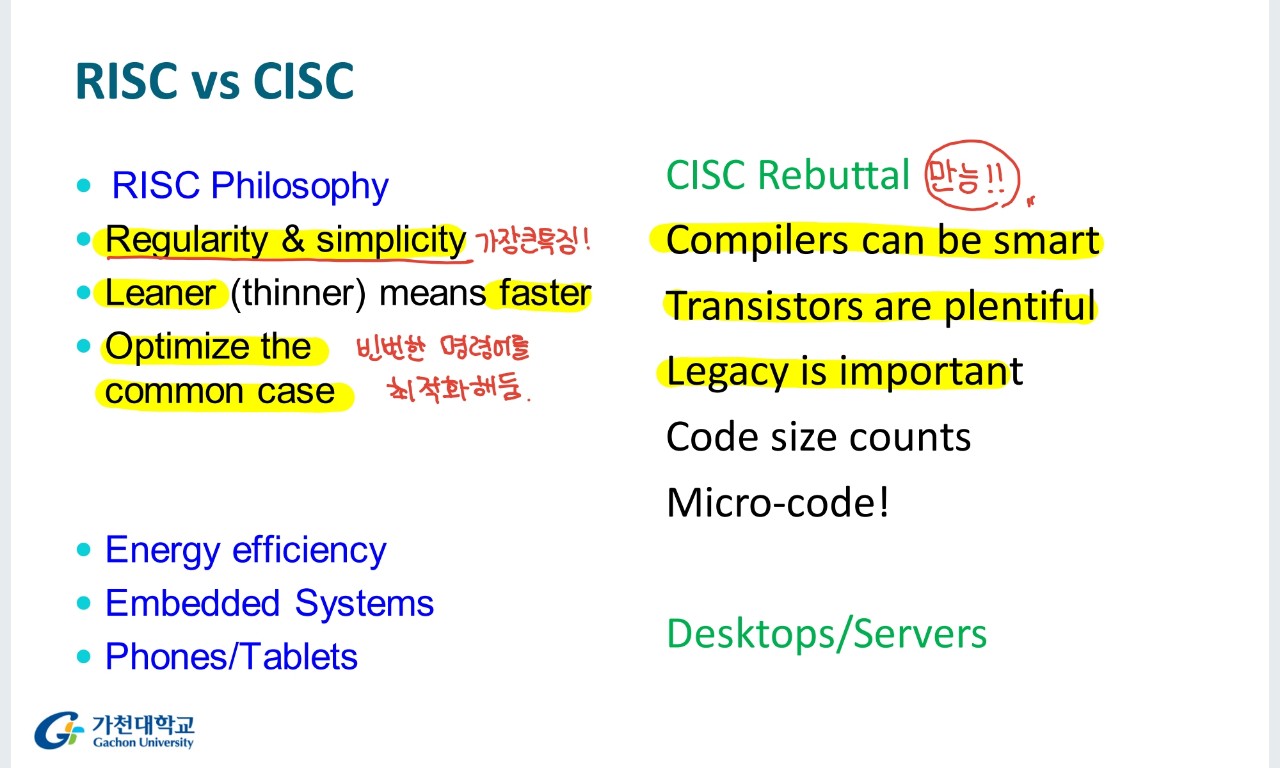 RISC vs CISC
RISC Philosophy
Regularity & simplicity 가장큰특징!
Leaner (thinner) means faster
Optimize the 빈번한 명령어를
common case 최적화해둠.
Energy efficiency
Embedded Systems
Phones/Tablets
CISC Rebuttal 만능!!
Compilers can be smart
Transistors are plentiful
Legacy is important
Code size counts
Micro-code!
Desktops/Servers
가천대학교
Gachon University